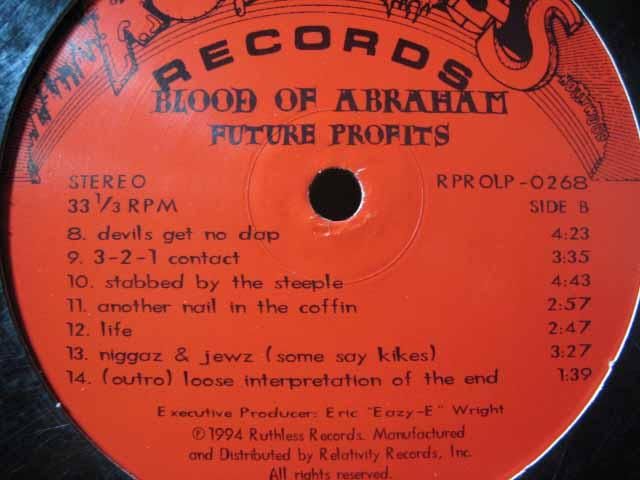 RECORDS
BLOOD OF ABRAHAM
FUTURE PROFITS
STEREO RPROLP-0268
33 1/3 RPM SIDE B
8. devils get no dap 4:23
9. 3-2-1 contact 3:35
10. stabbed by the steeple 4:43
11. another nail in the coffin 2:57
12. life 2:47
13. niggaz & jewz (some say kikes) 3:27
14. (outro) loose interpretation of the end 1:39
Executive Producer: Eric "Eazy-E" Wright
℗1994 Ruthless Records. Manufactured
and Distributed by Relativity Records, Inc.
All rights reserved.